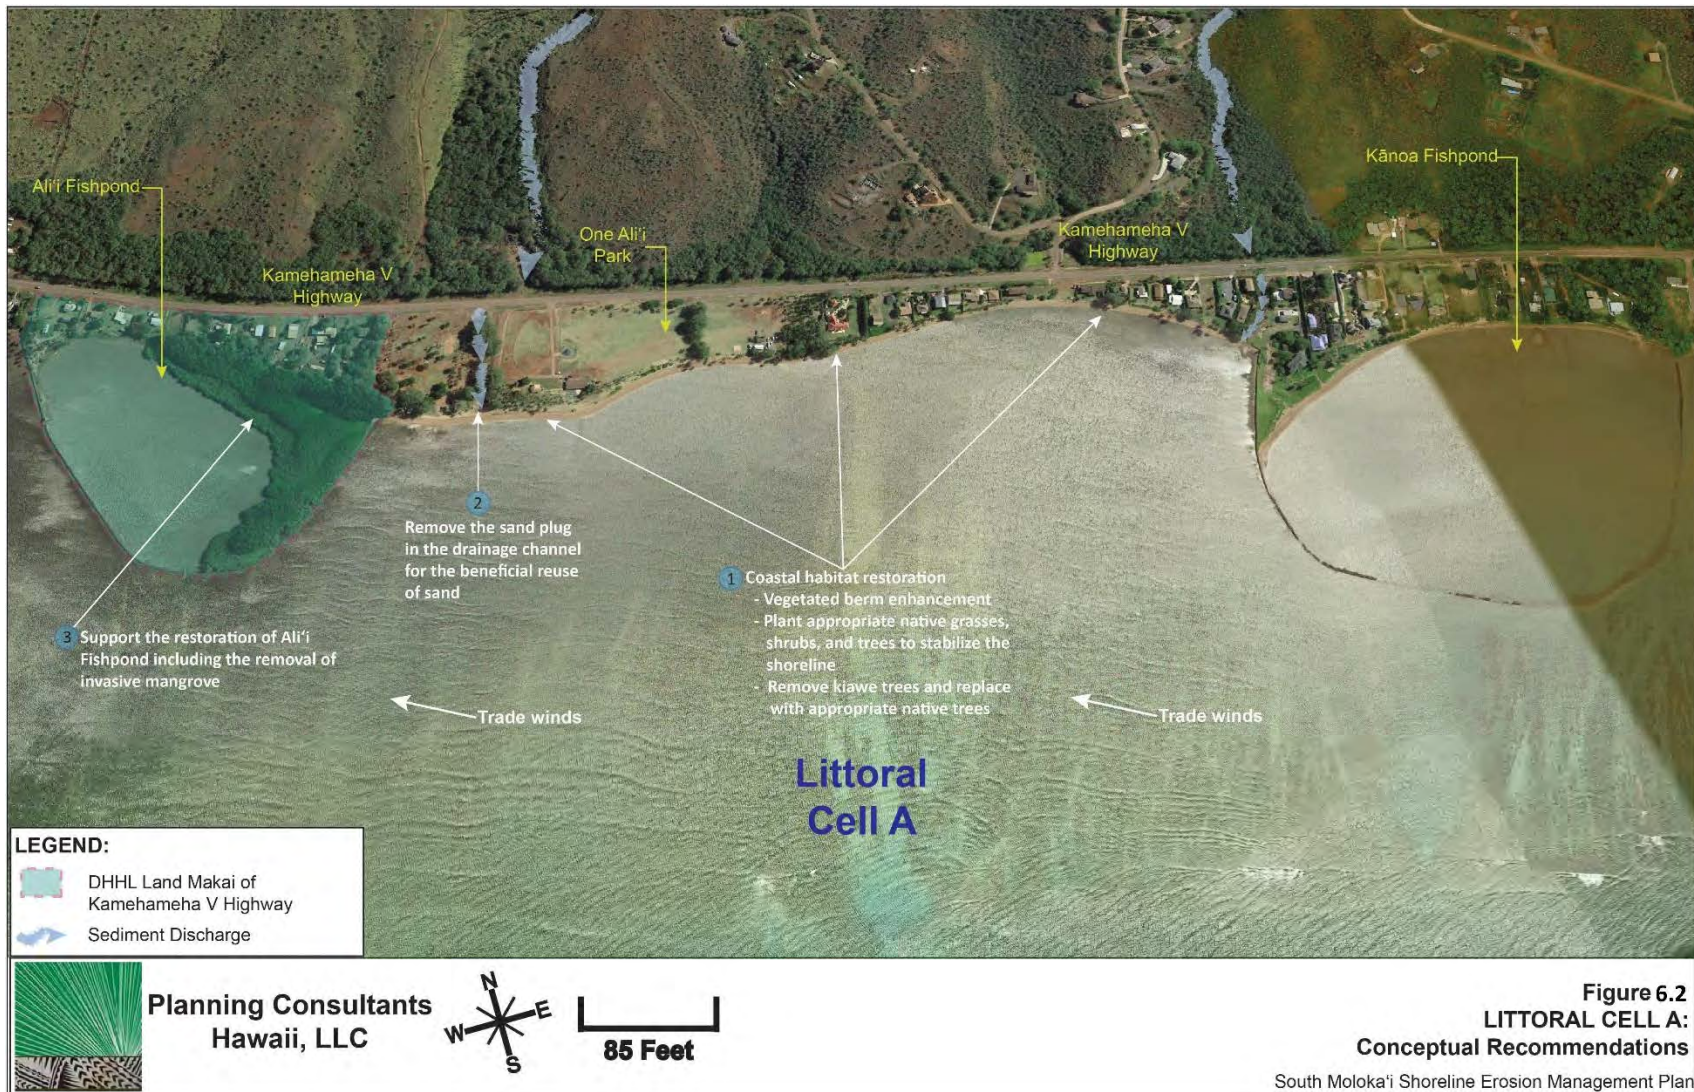 Ali‘i Fishpond
Kamehameha V
Highway
One Ali‘i
Park
Kamehameha V
Highway
Kānoa Fishpond
2
Remove the sand plug
in the drainage channel
for the beneficial reuse
of sand
1 Coastal habitat restoration
- Vegetated berm enhancement
- Plant appropriate native grasses,
shrubs, and trees to stabilize the
shoreline
- Remove kiawe trees and replace
with appropriate native trees
3 Support the restoration of Ali‘i
Fishpond including the removal of
invasive mangrove
Trade winds
Trade winds
Littoral
Cell A
LEGEND:
DHHL Land Makai of
Kamehameha V Highway
Sediment Discharge
Planning Consultants
Hawaii, LLC
N
W E
S
85 Feet
Figure 6.2
LITTORAL CELL A:
Conceptual Recommendations
South Moloka‘i Shoreline Erosion Management Plan